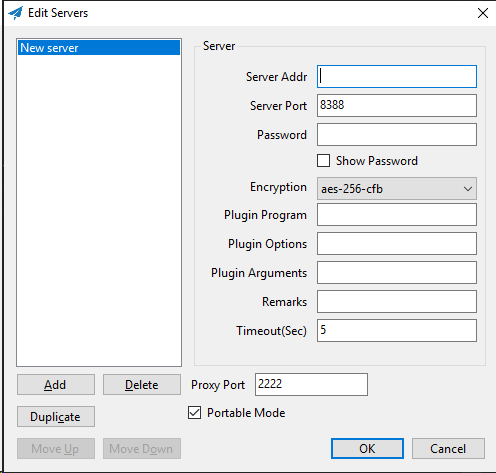 Edit Servers
New server
Server
Server Addr
Server Port 8388
Password
Show Password
Encryption aes-256-cfb
Plugin Program
Plugin Options
Plugin Arguments
Remarks
Timeout(Sec) 5
Add Delete Proxy Port 2222
Duplicate Portable Mode
Move Up Move Down OK Cancel